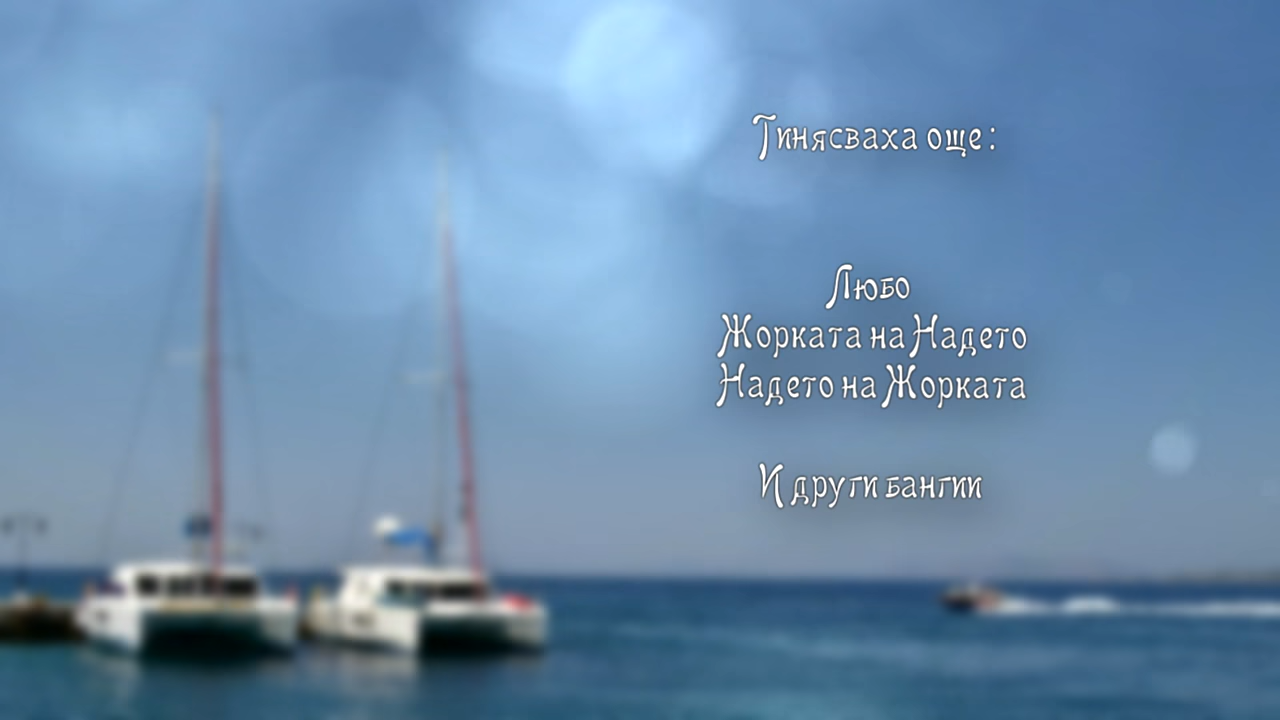 Тинясваха още:
Любо
Жорката на Надето
Надето на Жорката
И други бангии